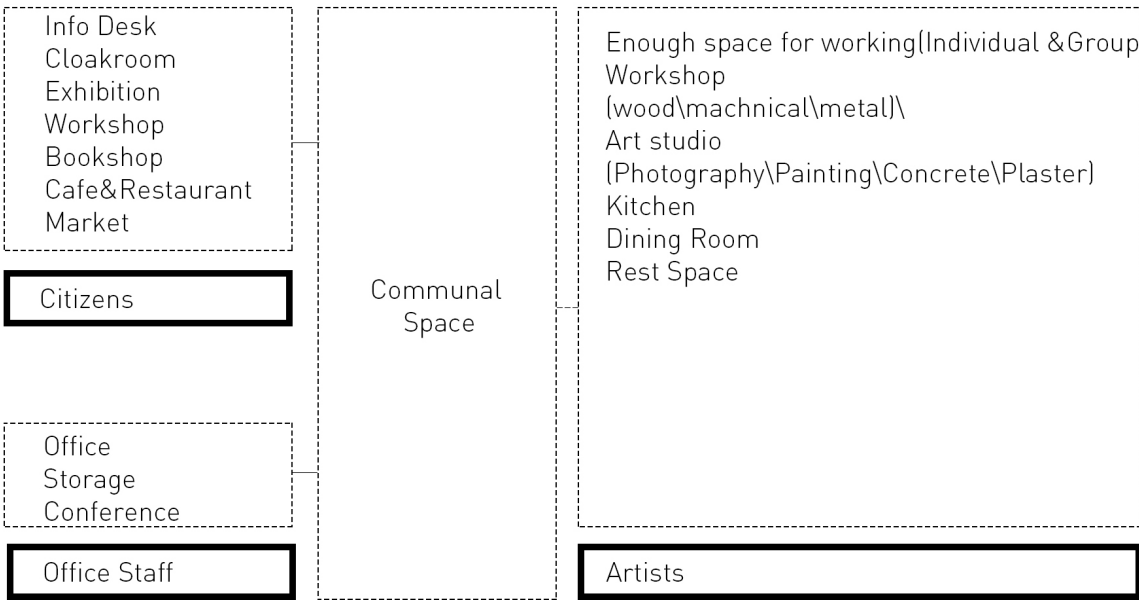 Info Desk
Cloakroom
Exhibition
Workshop
Bookshop
Cafe&Restaurant
Market
Citizens
Office
Storage
Conference
Office Staff
Communal
Space
Enough space for working(Individual &Group
Workshop
(wood\machnical\metal)\
Art studio
(Photography\Painting\Concrete\Plaster)
Kitchen
Dining Room
Rest Space
Artists